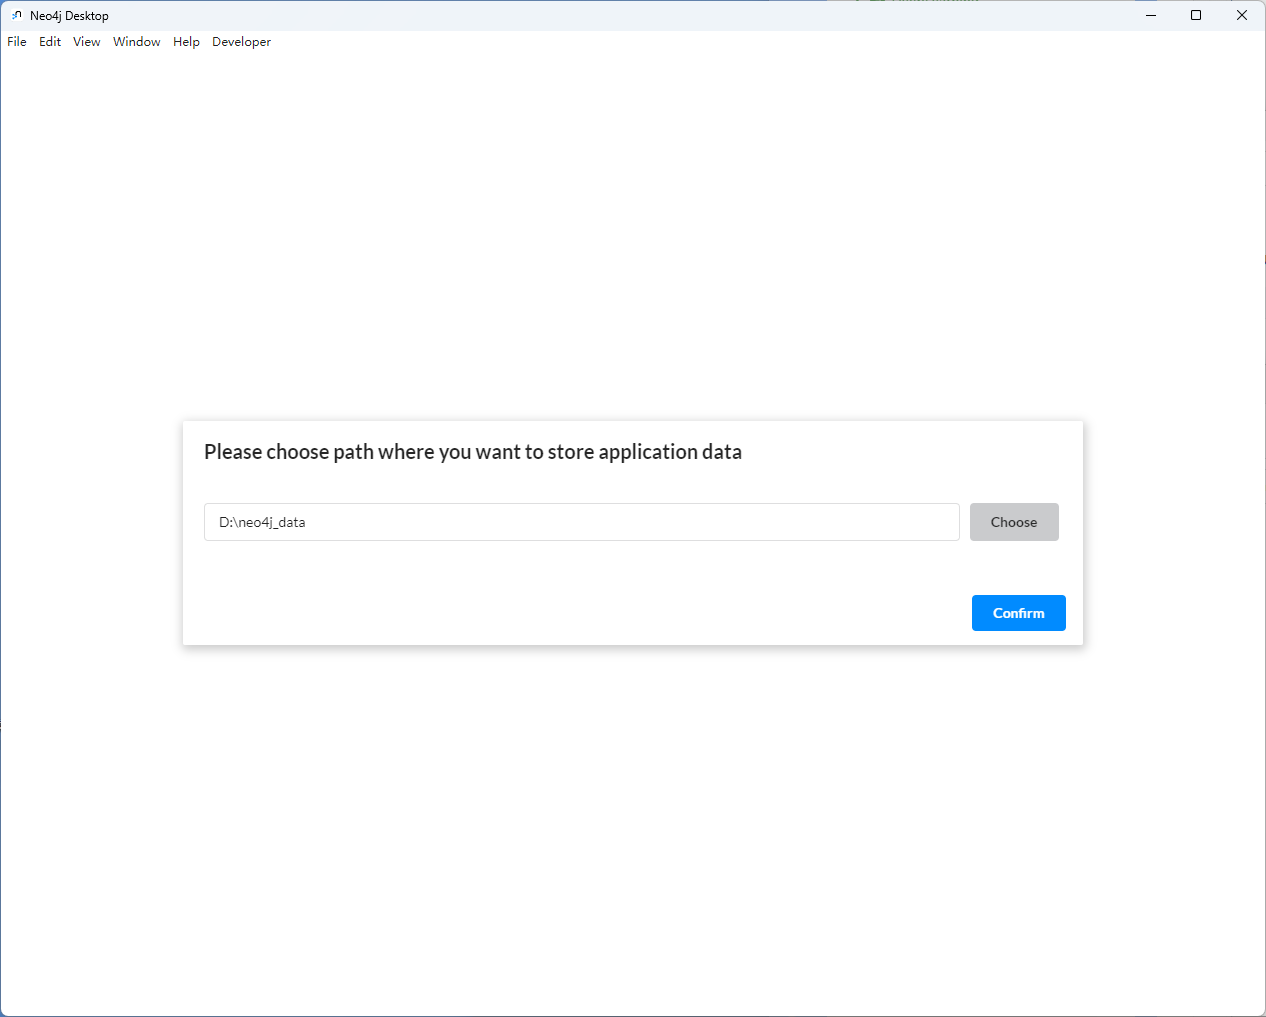 Neo4j Desktop
File Edit View Window Help Developer
Please choose path where you want to store application data
D:\neo4j_data
Choose
Confirm